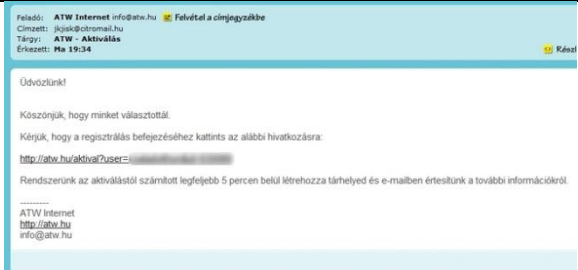 Feladó: ATW Internet info@atw.hu Felvétel a címjegyzékbe
Címzett: jkjisk@citromail.hu
Tárgy: ATW - Aktiválás
Érkezett: Ma 19:34
Részl
Üdvözlünk!
Köszönjük, hogy minket választottál.
Kérjük, hogy a regisztrálás befejezéséhez kattints az alábbi hivatkozásra:
http://atw.hu/aktival?user=
Rendszerünk az aktiválástól számított legfeljebb 5 percen belül létrehozza tárhelyed és e-mailben értesítünk a további információkról.
---------
ATW Internet
http://atw.hu
info@atw.hu